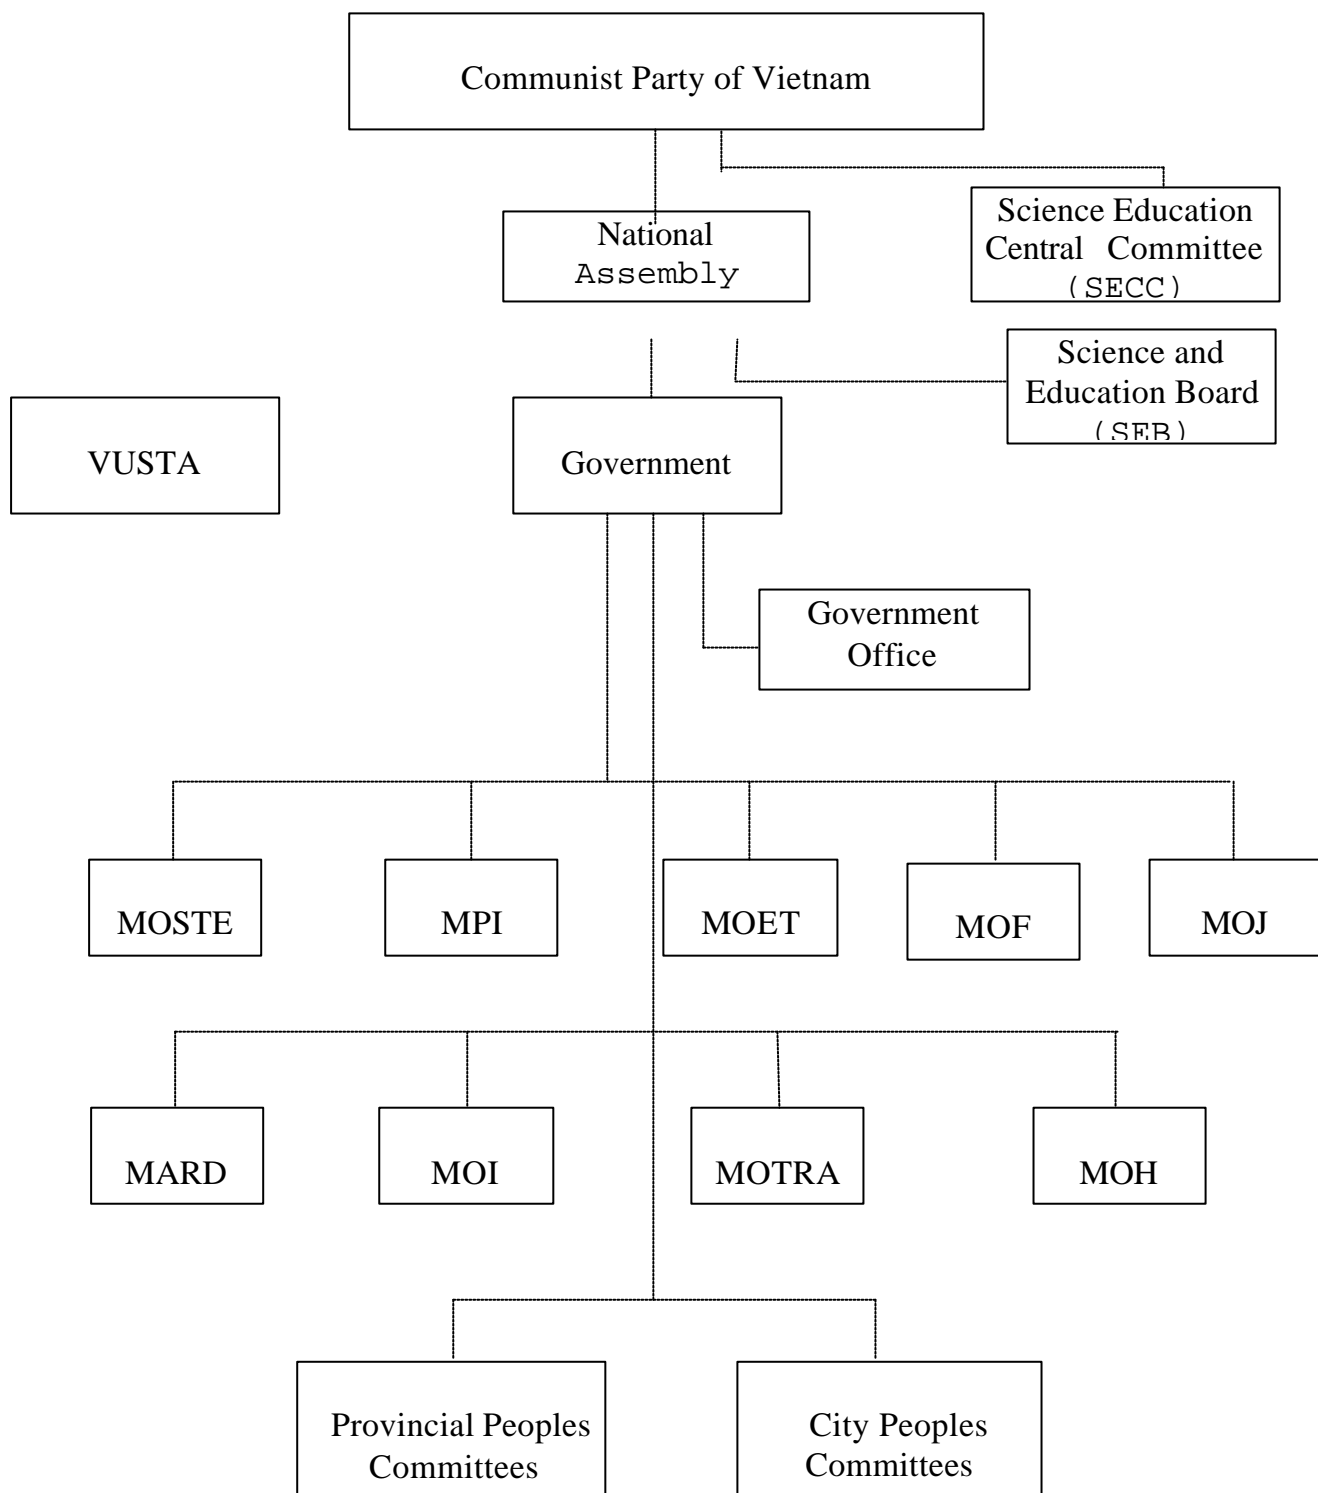 Communist Party of Vietnam
National
Assembly
Science Education
Central Committee
(SECC)
Science and
Education Board
(SEB)
VUSTA
Government
Government
Office
MOSTE
MPI
MOET
MOF
MOJ
MARD
MOI
MOTRA
MOH
Provincial Peoples
Committees
City Peoples
Committees